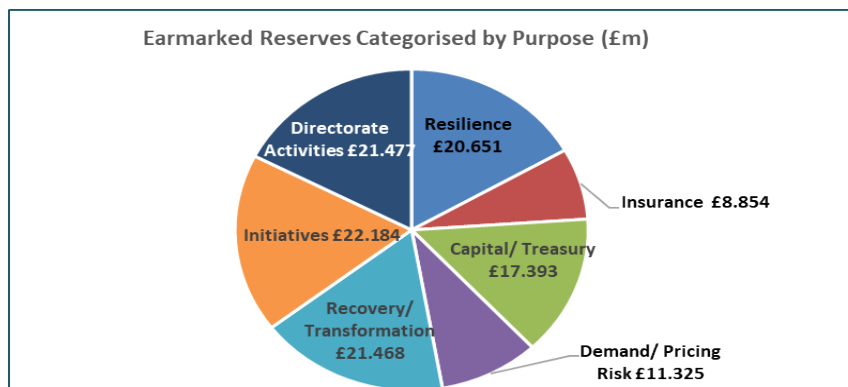 Earmarked Reserves Categorised by Purpose (£m)
Directorate
Activities £21.477
Resilience
£20.651
Insurance £8.854
Initiatives £22.184
Capital/ Treasury
£17.393
Recovery/
Transformation
£21.468
Demand/ Pricing
Risk £11.325